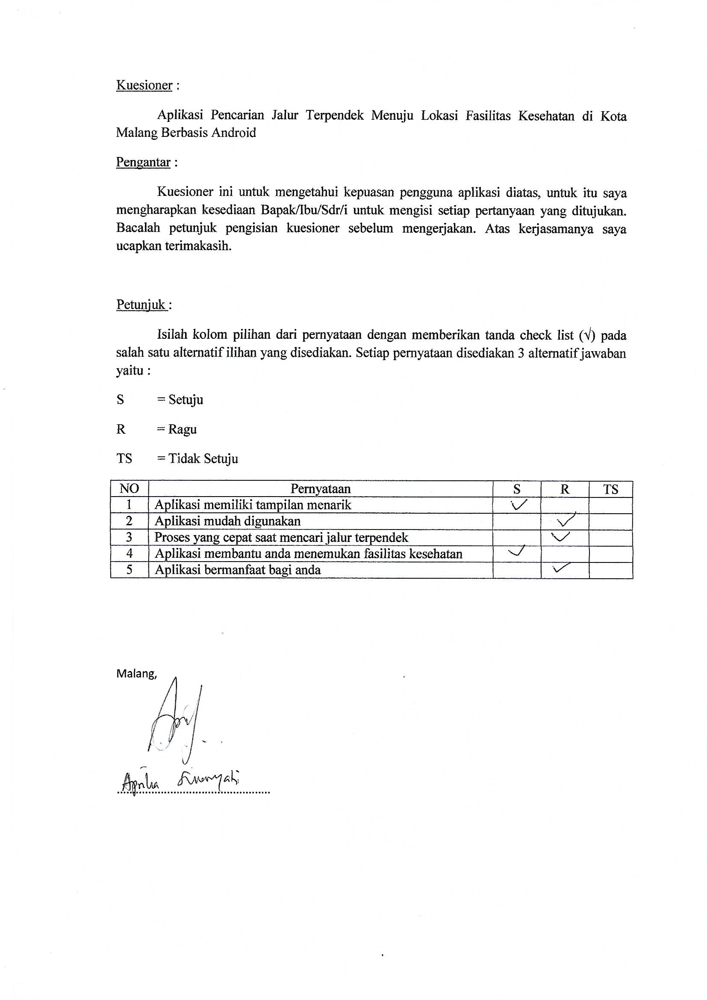 Kuesioner :
Aplikasi Pencarian Jalur Terpendek Menuju Lokasi Fasilitas Kesehatan di Kota
Malang Berbasis Android
Pengantar :
Kuesioner ini untuk mengetahui kepuasan pengguna aplikasi diatas, untuk itu saya
mengharapkan kesediaan Bapak/Ibu/Sdr/i untuk mengisi setiap pertanyaan yang ditujukan.
Bacalah petunjuk pengisian kuesioner sebelum mengerjakan. Atas kerjasamanya saya
ucapkan terimakasih.
Petunjuk :
Isilah kolom pilihan dari pernyataan dengan memberikan tanda check list (√) pada
salah satu alternatif ilihan yang disediakan. Setiap pernyataan disediakan 3 alternatif jawaban
yaitu :
S = Setuju
R = Ragu
TS = Tidak Setuju
NO Pernyataan S R TS
1 Aplikasi memiliki tampilan menarik ✓
2 Aplikasi mudah digunakan ✓
3 Proses yang cepat saat mencari jalur terpendek ✓
4 Aplikasi membantu anda menemukan fasilitas kesehatan ✓
5 Aplikasi bermanfaat bagi anda ✓
Malang,
Aprilia